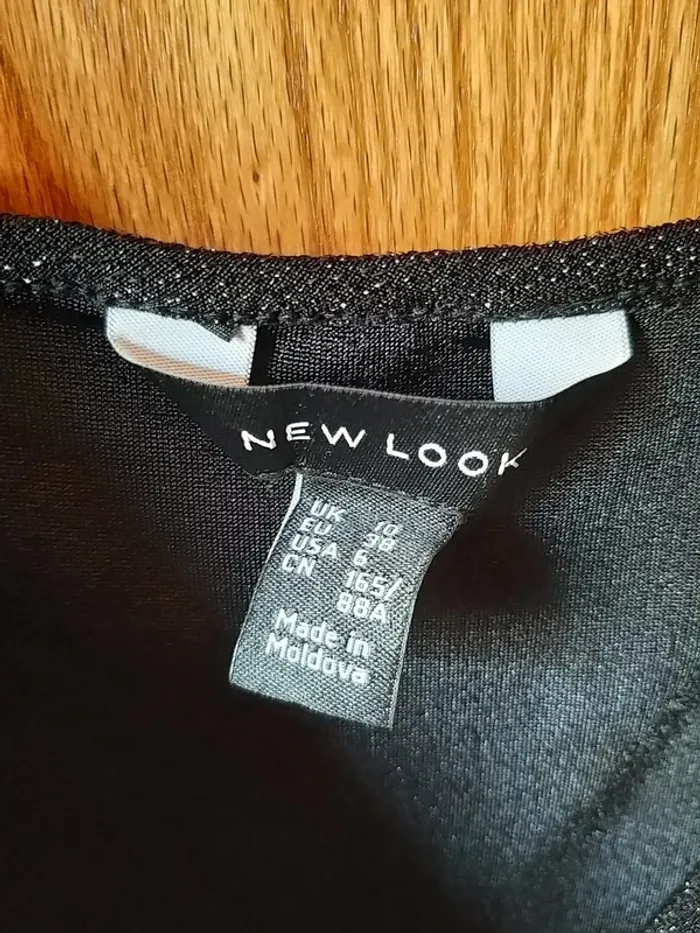 NEW LOOK
UK 10
EU 38
USA 6
CN 165/
88A
Made in
Moldova